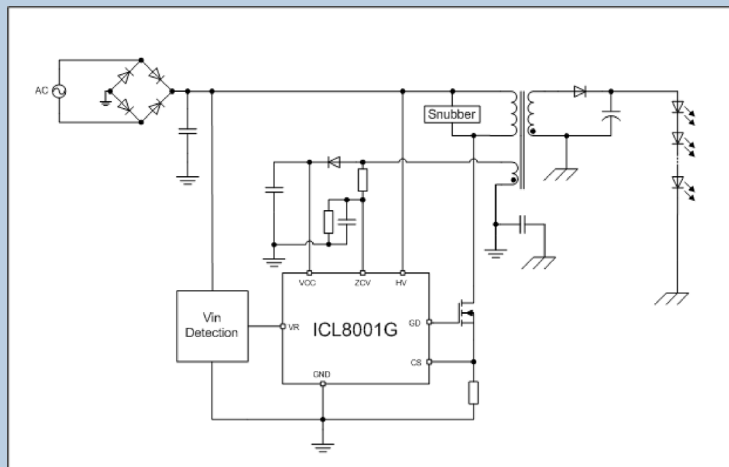 AC
Snubber
VCC
ZCV
HV
Vin
Detection
VR
ICL8001G
GD
CS
GND